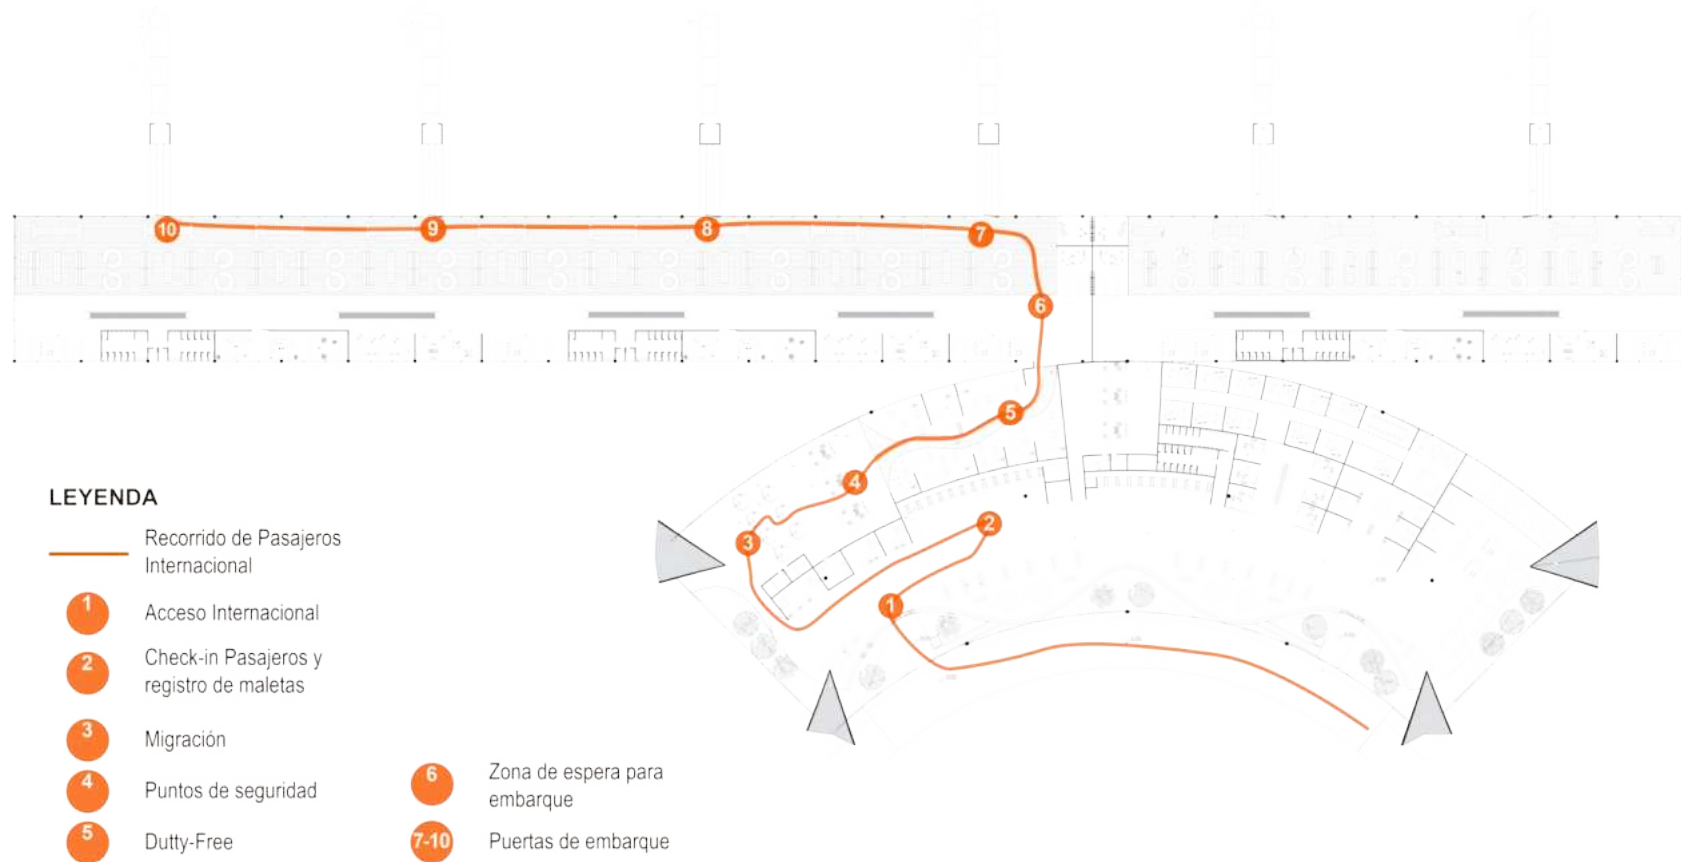 10
9
8
7
6
5
4
3
2
1
LEYENDA
Recorrido de Pasajeros
Internacional
1
Acceso Internacional
2
Check-in Pasajeros y
registro de maletas
3
Migración
4
Puntos de seguridad
5
Dutty-Free
6
Zona de espera para
embarque
7-10
Puertas de embarque